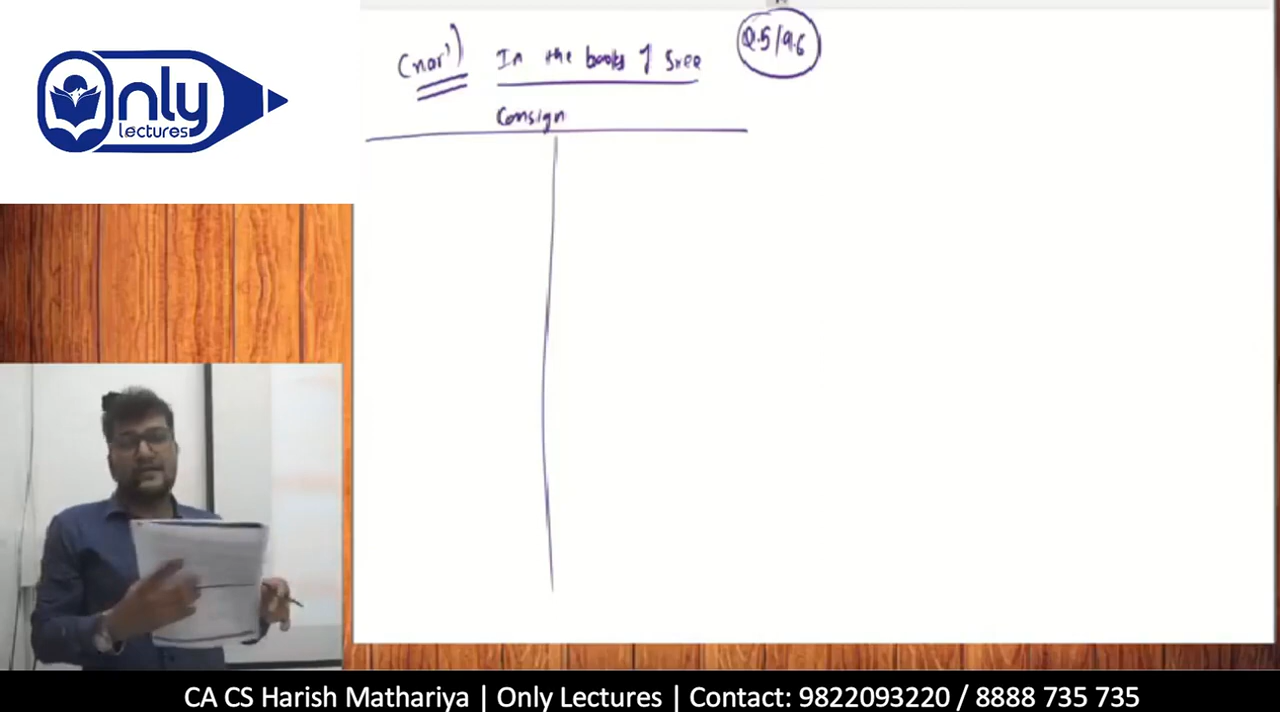 Only
lectures
(nor') In the books of Sree Q.5/9.6
Consign
CA CS Harish Mathariya | Only Lectures | Contact: 9822093220 / 8888 735 735